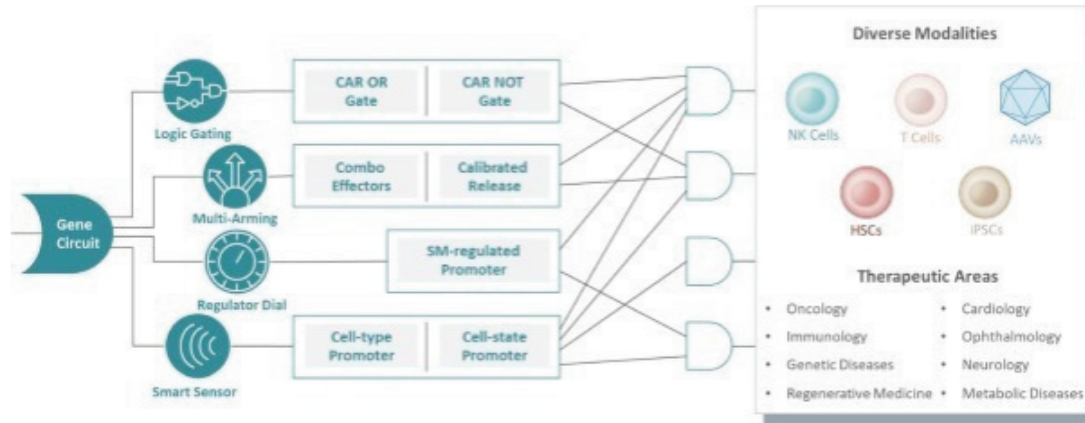 Gene
Circuit
Logic Gating
Multi-Arming
Regulator Dial
Smart Sensor
CAR OR
Gate
CAR NOT
Gate
Combo
Effectors
Calibrated
Release
SM-regulated
Promoter
Cell-type
Promoter
Cell-state
Promoter
Diverse Modalities
NK Cells
T Cells
AAVs
HSCs
iPSCs
Therapeutic Areas
• Oncology
• Immunology
• Genetic Diseases
• Regenerative Medicine
• Cardiology
• Ophthalmology
• Neurology
• Metabolic Diseases